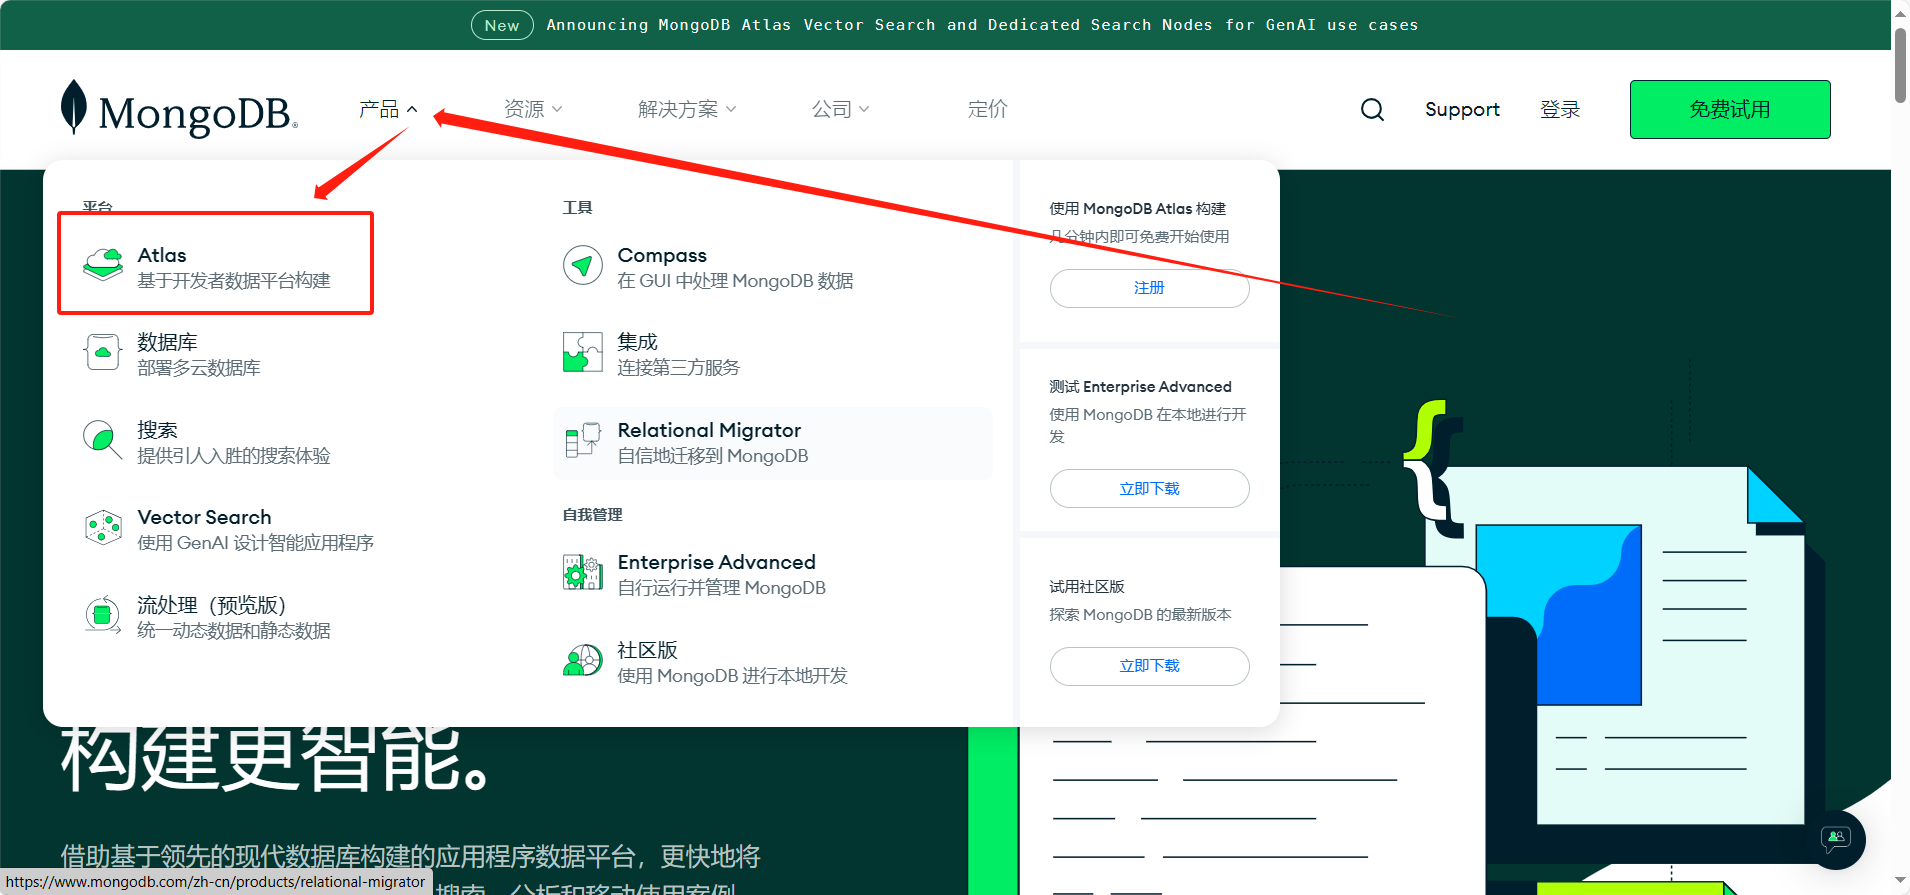 New Announcing MongoDB Atlas Vector Search and Dedicated Search Nodes for GenAI use cases
MongoDB®
产品
资源
解决方案
公司
定价
Support
登录
免费试用
平台
Atlas
基于开发者数据平台构建
数据库
部署多云数据库
搜索
提供引人入胜的搜索体验
Vector Search
使用 GenAI 设计智能应用程序
流处理（预览版）
统一动态数据和静态数据
工具
Compass
在 GUI 中处理 MongoDB 数据
集成
连接第三方服务
Relational Migrator
自信地迁移到 MongoDB
自我管理
Enterprise Advanced
自行运行并管理 MongoDB
社区版
使用 MongoDB 进行本地开发
使用 MongoDB Atlas 构建
几分钟内即可免费开始使用
注册
测试 Enterprise Advanced
使用 MongoDB 在本地进行开
发
立即下载
试用社区版
探索 MongoDB 的最新版本
立即下载
构建更智能。
借助基于领先的现代数据库构建的应用程序数据平台，更快地将
搜索、分析和移动使用案例
https://www.mongodb.com/zh-cn/products/relational-migrator